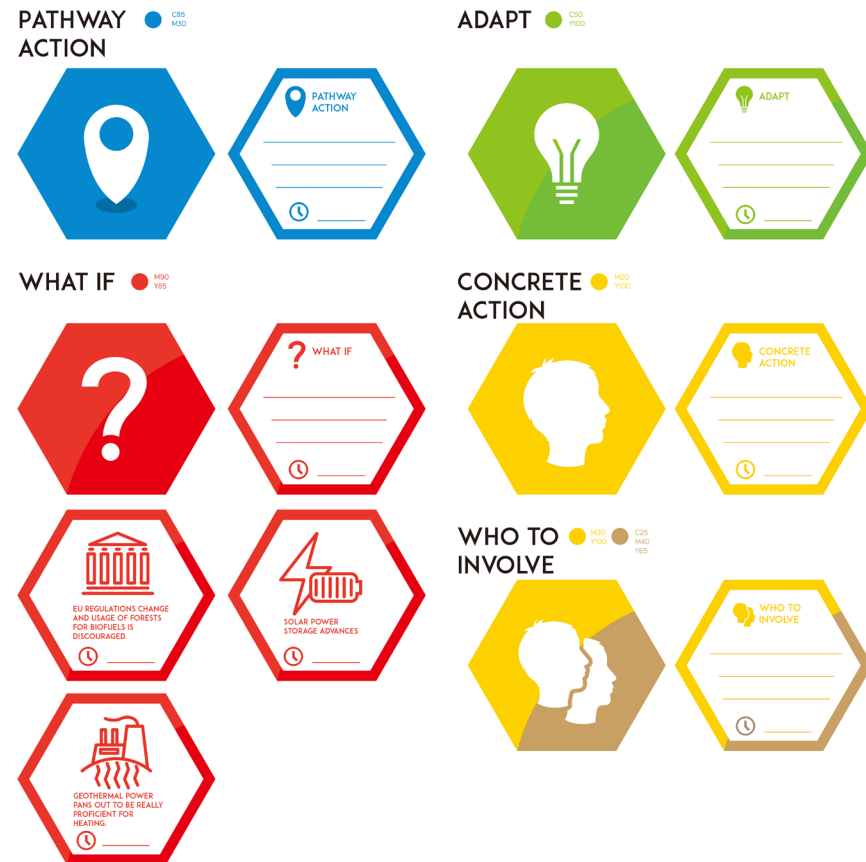 PATHWAY
ACTION
C85
M30
PATHWAY
ACTION
ADAPT
C50
Y100
ADAPT
WHAT IF
M90
Y85
WHAT IF
EU REGULATIONS CHANGE
AND USAGE OF FORESTS
FOR BIOFUELS IS
DISCOURAGED.
SOLAR POWER
STORAGE ADVANCES
GEOTHERMAL POWER
PANS OUT TO BE REALLY
PROFICIENT FOR
HEATING.
CONCRETE
ACTION
M20
Y100
CONCRETE
ACTION
WHO TO
INVOLVE
M20
Y100
C25
M40
Y65
WHO TO
INVOLVE